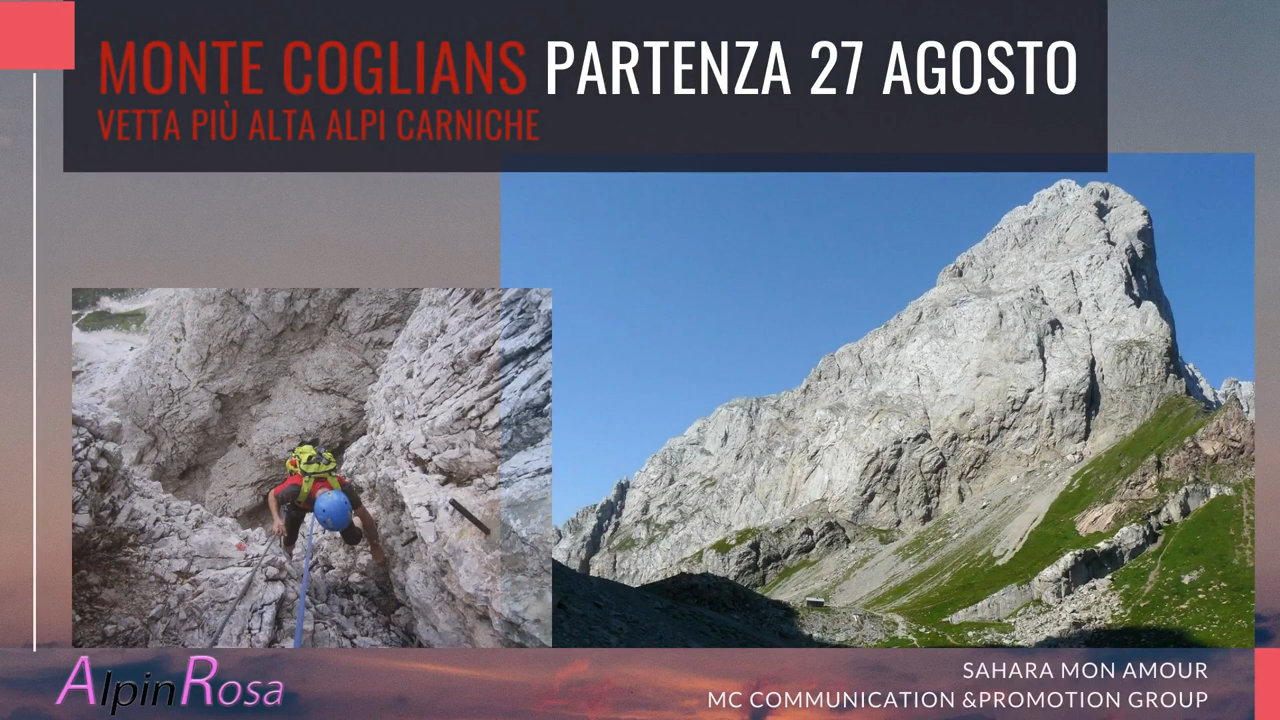 MONTE COGLIANS PARTENZA 27 AGOSTO
VETTA PIÙ ALTA ALPI CARNICHE
AlpinRosa
SAHARA MON AMOUR
MC COMMUNICATION &PROMOTION GROUP